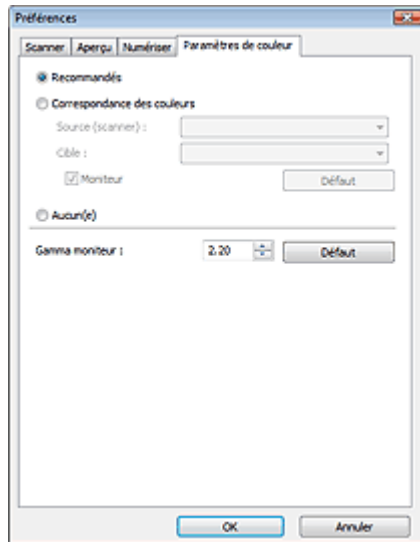 Préférences
Scanner Aperçu Numériser Paramètres de couleur
Recommandés
Correspondance des couleurs
Source (scanner) :
Cible :
Moniteur Défaut
Aucun(e)
Gamma moniteur : 2.20 Défaut
OK Annuler